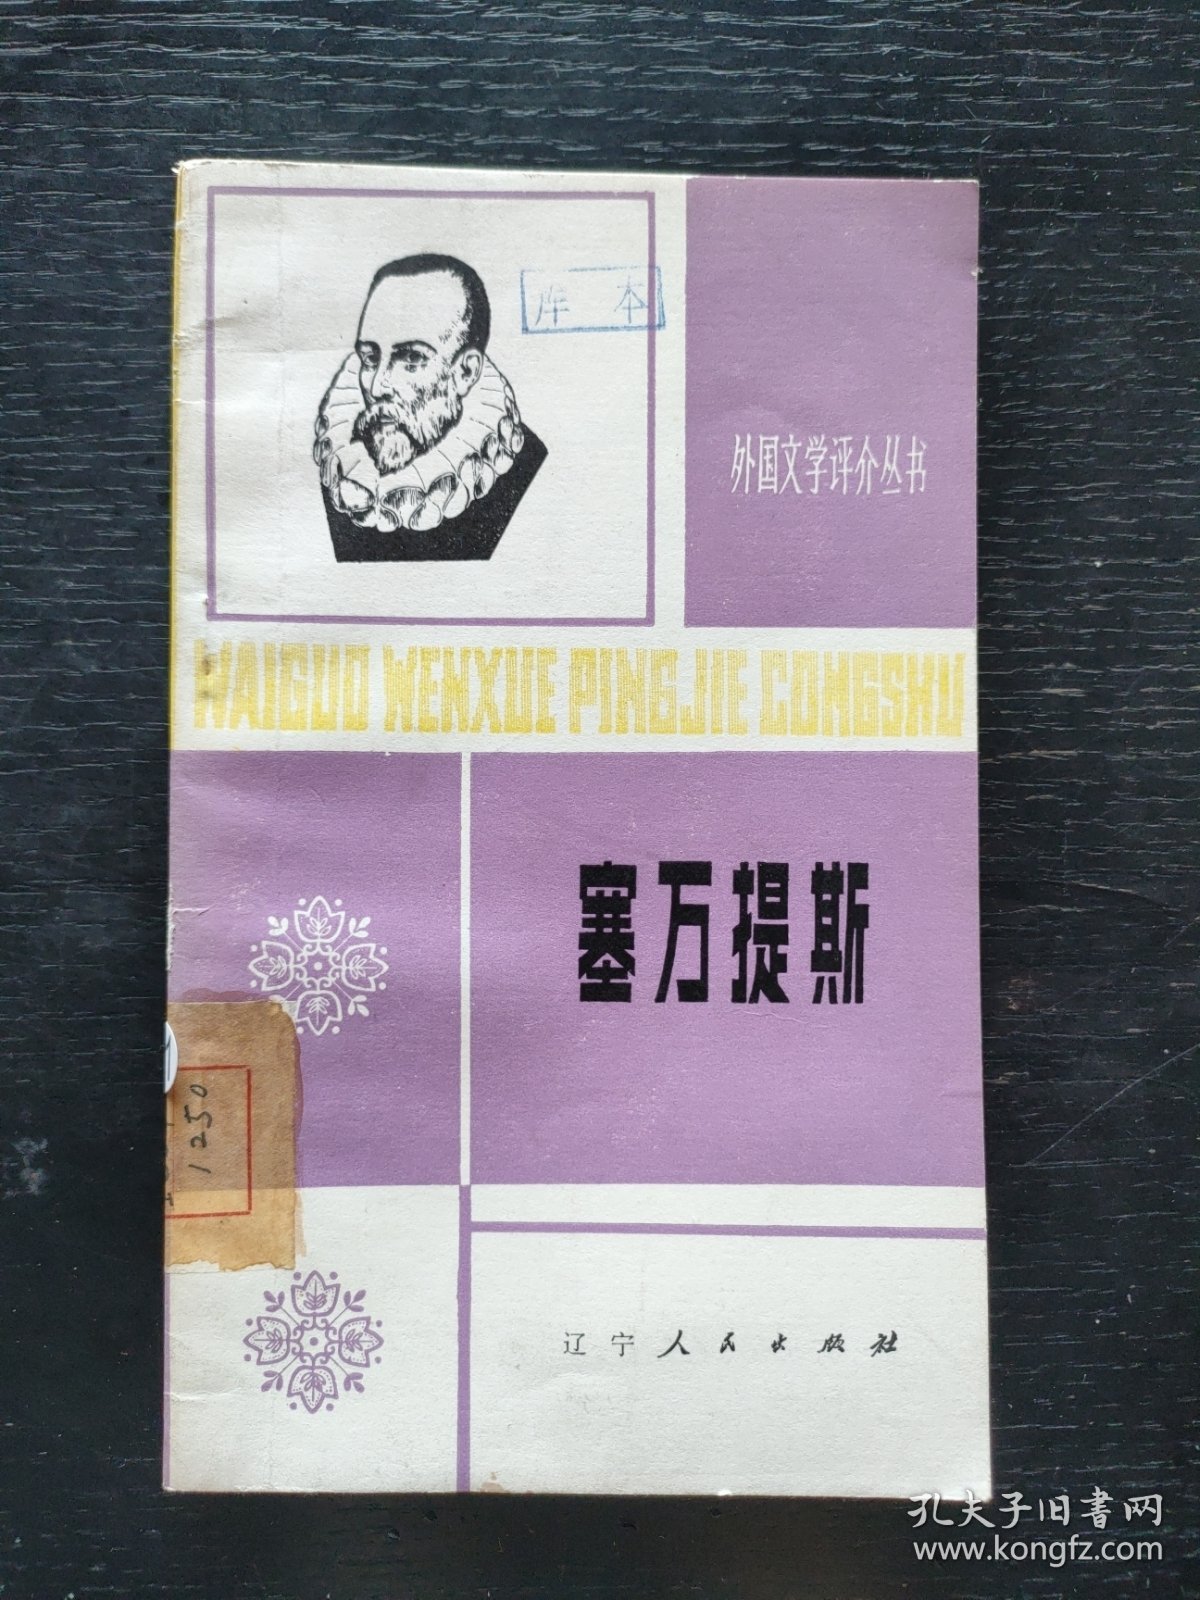 库 本
外国文学评介丛书
WAIGUO WENXUE PINGJIE CONGSHU
塞万提斯
1250
辽宁人民出版社
孔夫子旧書网
www.kongfz.com